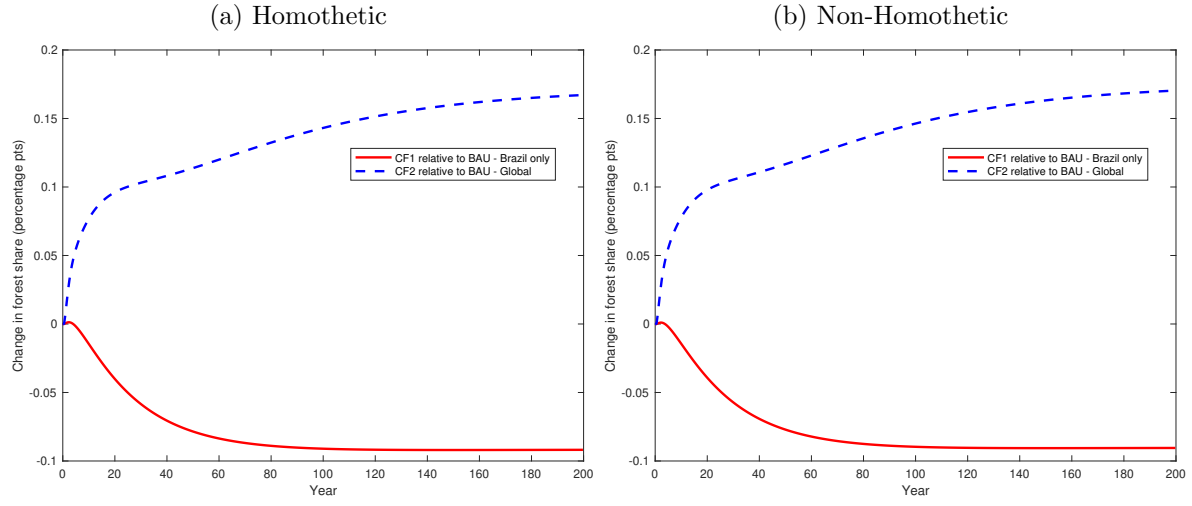 (a) Homothetic
0.2
0.15
0.1
0.05
0
-0.05
-0.1
Change in forest share (percentage pts)
CF1 relative to BAU - Brazil only
CF2 relative to BAU - Global
0 20 40 60 80 100 120 140 160 180 200
Year
(b) Non-Homothetic
0.2
0.15
0.1
0.05
0
-0.05
-0.1
Change in forest share (percentage pts)
CF1 relative to BAU - Brazil only
CF2 relative to BAU - Global
0 20 40 60 80 100 120 140 160 180 200
Year